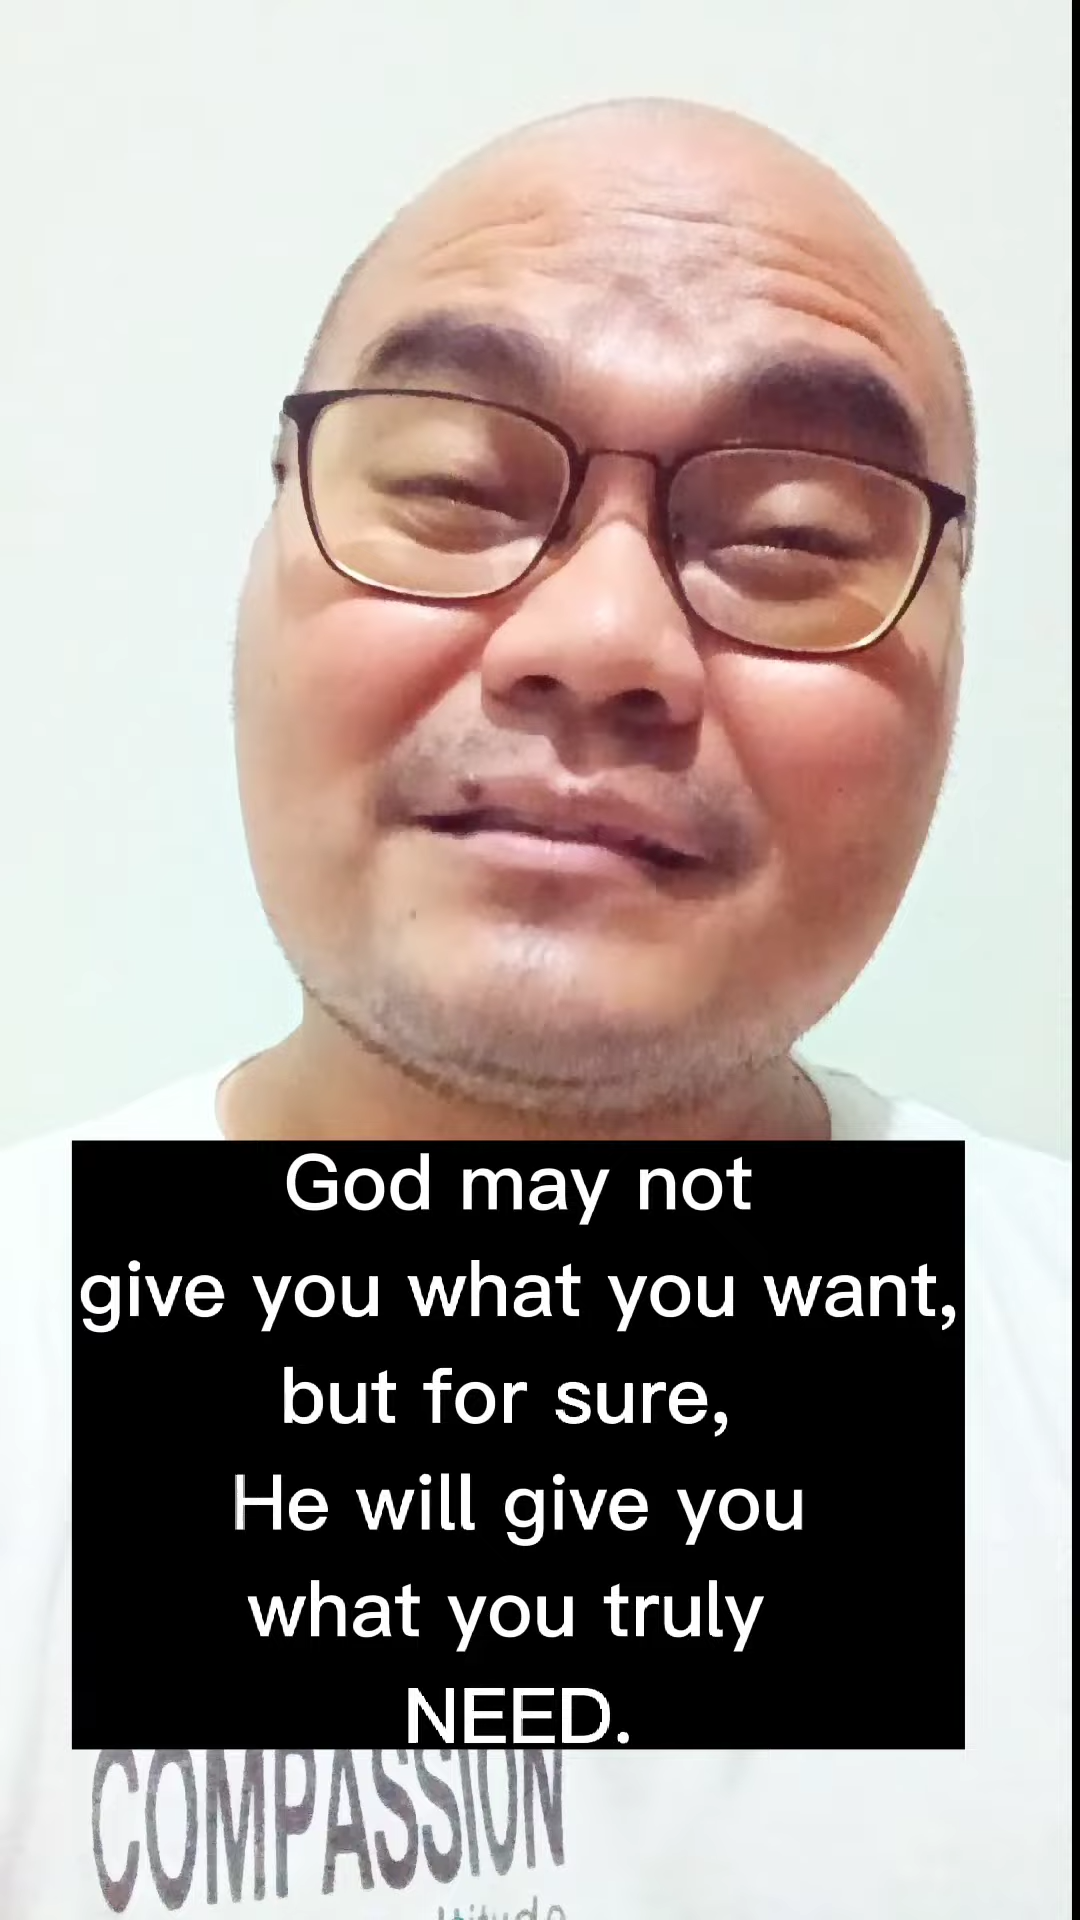 God may not
give you what you want,
but for sure,
He will give you
what you truly
NEED.
COMPASSION